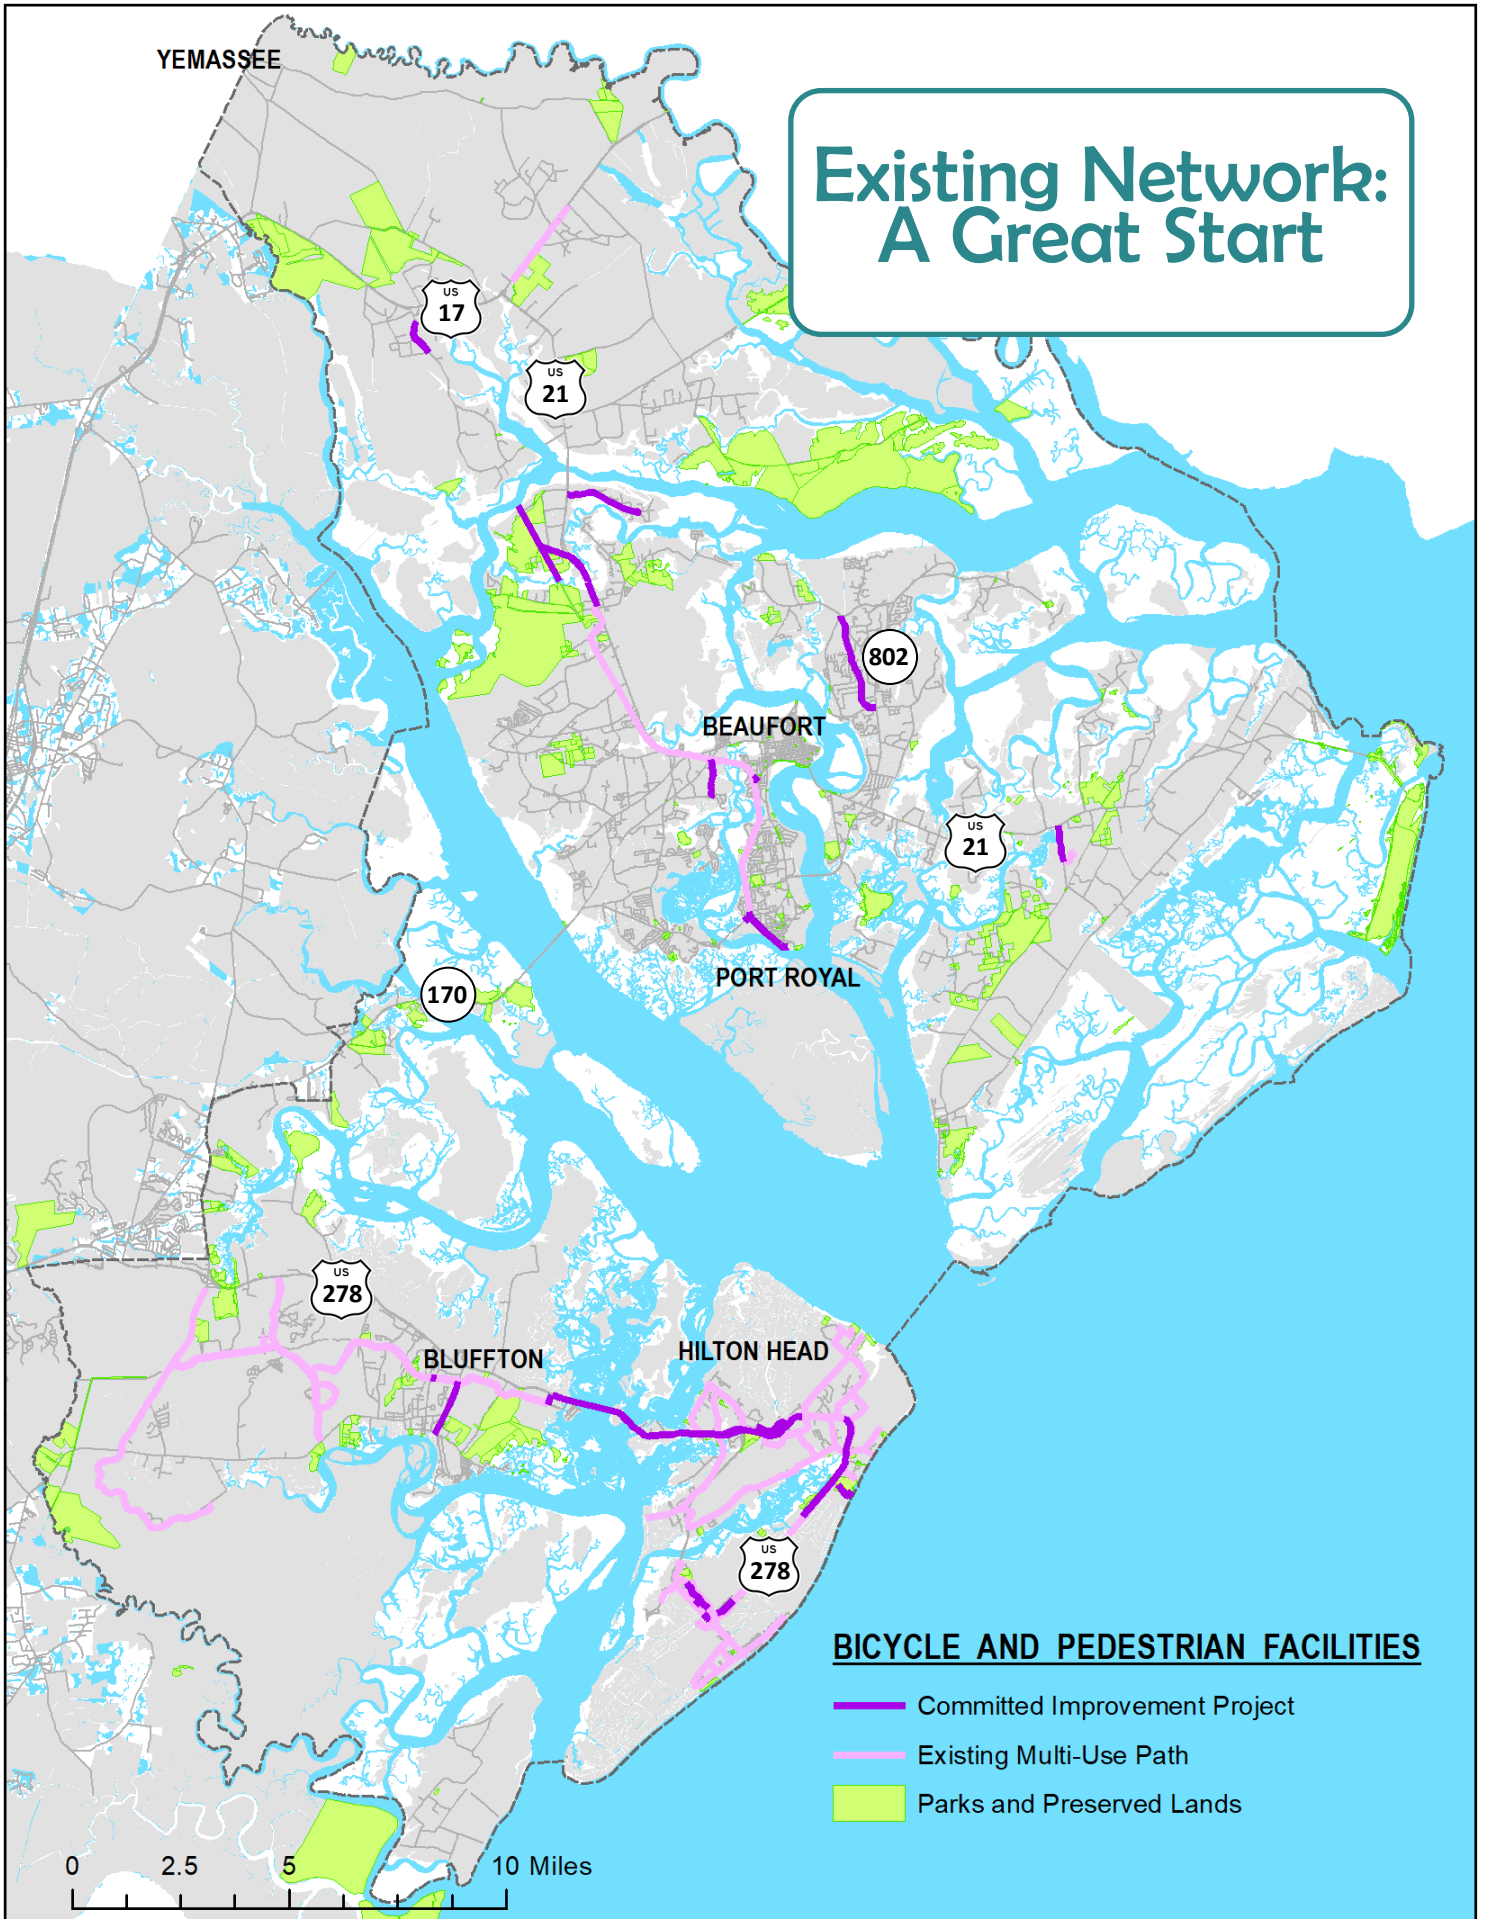 YEMASSEE
Existing Network:
A Great Start
US
17
US
21
802
BEAUFORT
US
21
PORT ROYAL
170
US
278
BLUFFTON
HILTON HEAD
US
278
BICYCLE AND PEDESTRIAN FACILITIES
Committed Improvement Project
Existing Multi-Use Path
Parks and Preserved Lands
0 2.5 5 10 Miles